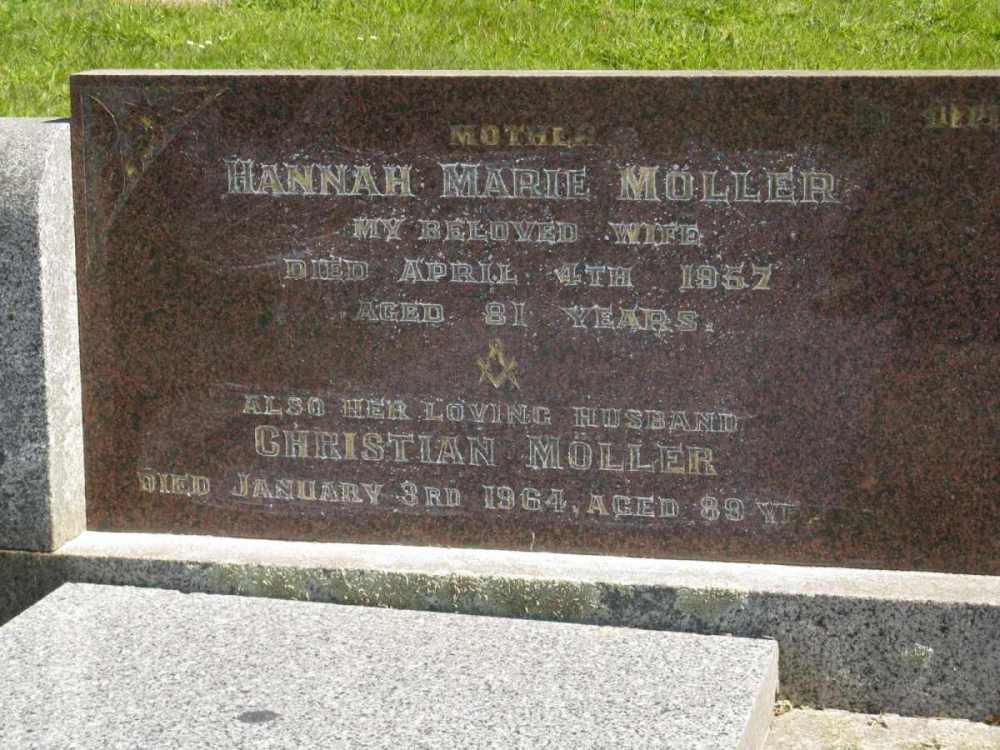 MOTHER
HANNAH MARIE MÖLLER
MY BELOVED WIFE
DIED APRIL 4TH 1957
AGED 81 YEARS.
ALSO HER LOVING HUSBAND
CHRISTIAN MÖLLER
DIED JANUARY 3RD 1964, AGED 89